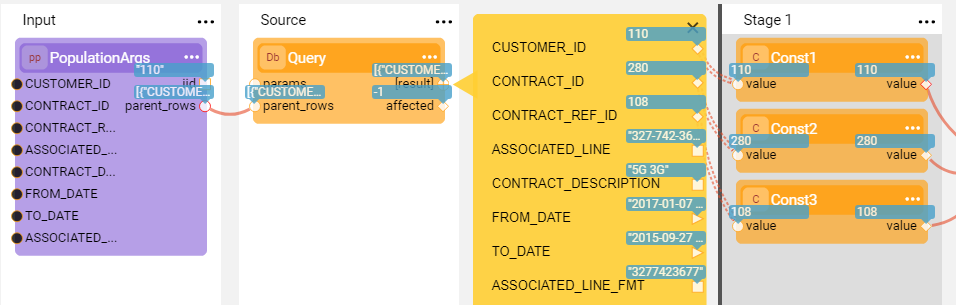 Input
...
pp PopulationArgs ...
"110"
CUSTOMER_ID iid
[{"CUSTOME...
CONTRACT_ID parent_rows
CONTRACT_R...
ASSOCIATED_...
CONTRACT_D...
FROM_DATE
TO_DATE
ASSOCIATED_...
Source
...
Db Query ...
[{"CUSTOME...
params [result]
[{"CUSTOME... -1
parent_rows affected
110
CUSTOMER_ID
280
CONTRACT_ID
108
CONTRACT_REF_ID
"327-742-36...
ASSOCIATED_LINE
"5G 3G"
CONTRACT_DESCRIPTION
"2017-01-07 ...
FROM_DATE
"2015-09-27 ...
TO_DATE
"3277423677"
ASSOCIATED_LINE_FMT
Stage 1
...
C Const1 ...
110 110
value value
C Const2 ...
280 280
value value
C Const3 ...
108 108
value value